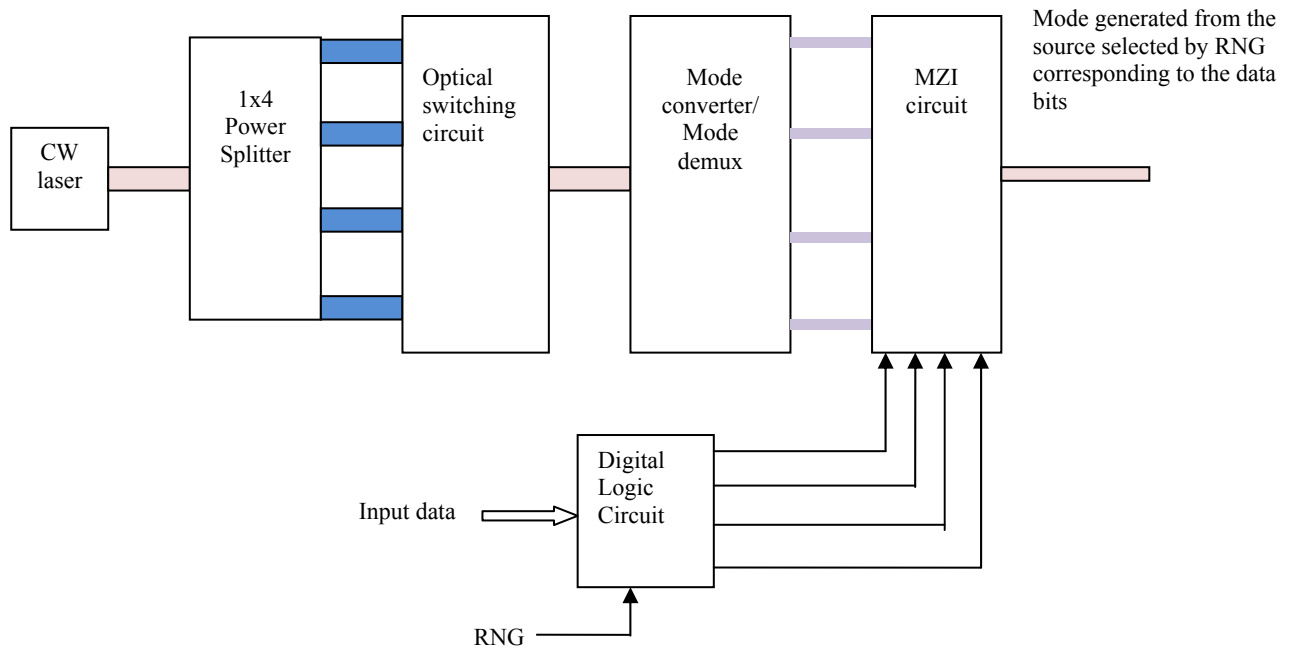 CW
laser
1x4
Power
Splitter
Optical
switching
circuit
Mode
converter/
Mode
demux
MZI
circuit
Mode generated from the
source selected by RNG
corresponding to the data
bits
Input data
Digital
Logic
Circuit
RNG